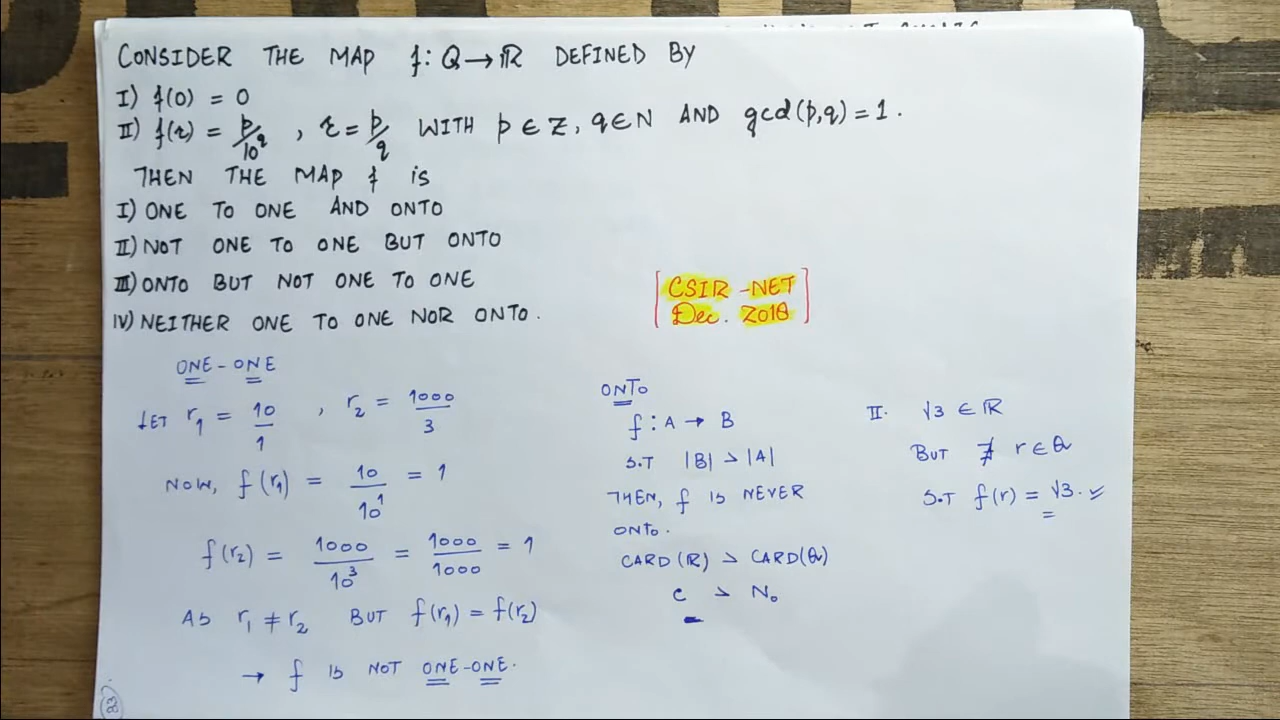 CONSIDER THE MAP f: Q→R DEFINED BY
I) f(0) = 0
II) f(r) = p/10^q , r = p/q WITH p ∈ Z, q ∈ N AND gcd(p,q) = 1.
THEN THE MAP f is
I) ONE TO ONE AND ONTO
II) NOT ONE TO ONE BUT ONTO
III) ONTO BUT NOT ONE TO ONE
IV) NEITHER ONE TO ONE NOR ONTO.
[CSIR -NET
Dec. 2018]
ONE - ONE
LET r₁ = 10/1 , r₂ = 1000/3
NOW, f(r₁) = 10/10¹ = 1
f(r₂) = 1000/10³ = 1000/1000 = 1
AS r₁ ≠ r₂ BUT f(r₁) = f(r₂)
→ f IS NOT ONE-ONE.
ONTO
f : A → B
S.T |B| > |A|
THEN, f IS NEVER
ONTO.
CARD (R) > CARD(Q)
C > N₀
II. √3 ∈ R
BUT ∄ r ∈ Q
S.T f(r) = √3. ✓
23